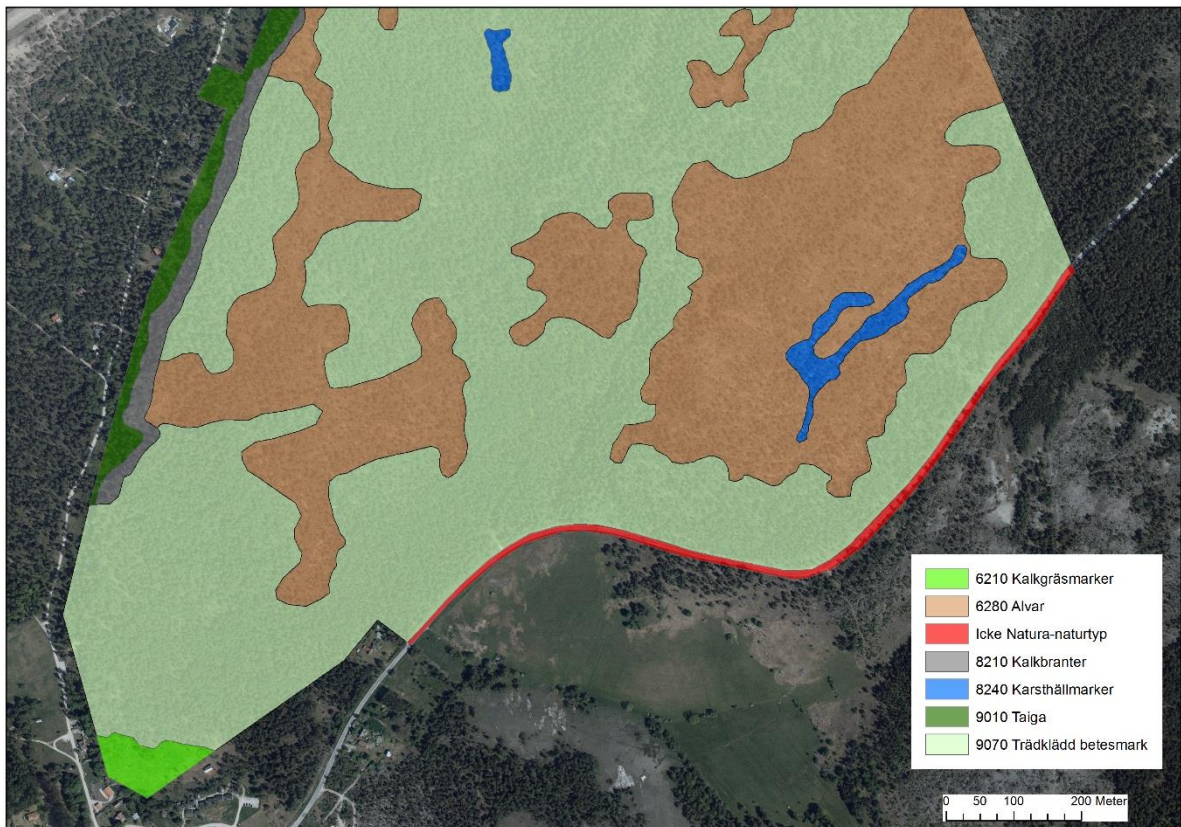 6210 Kalkgräsmarker
6280 Alvar
Icke Natura-naturtyp
8210 Kalkbranter
8240 Karsthällmarker
9010 Taiga
9070 Trädklädd betesmark
0 50 100 200 Meter